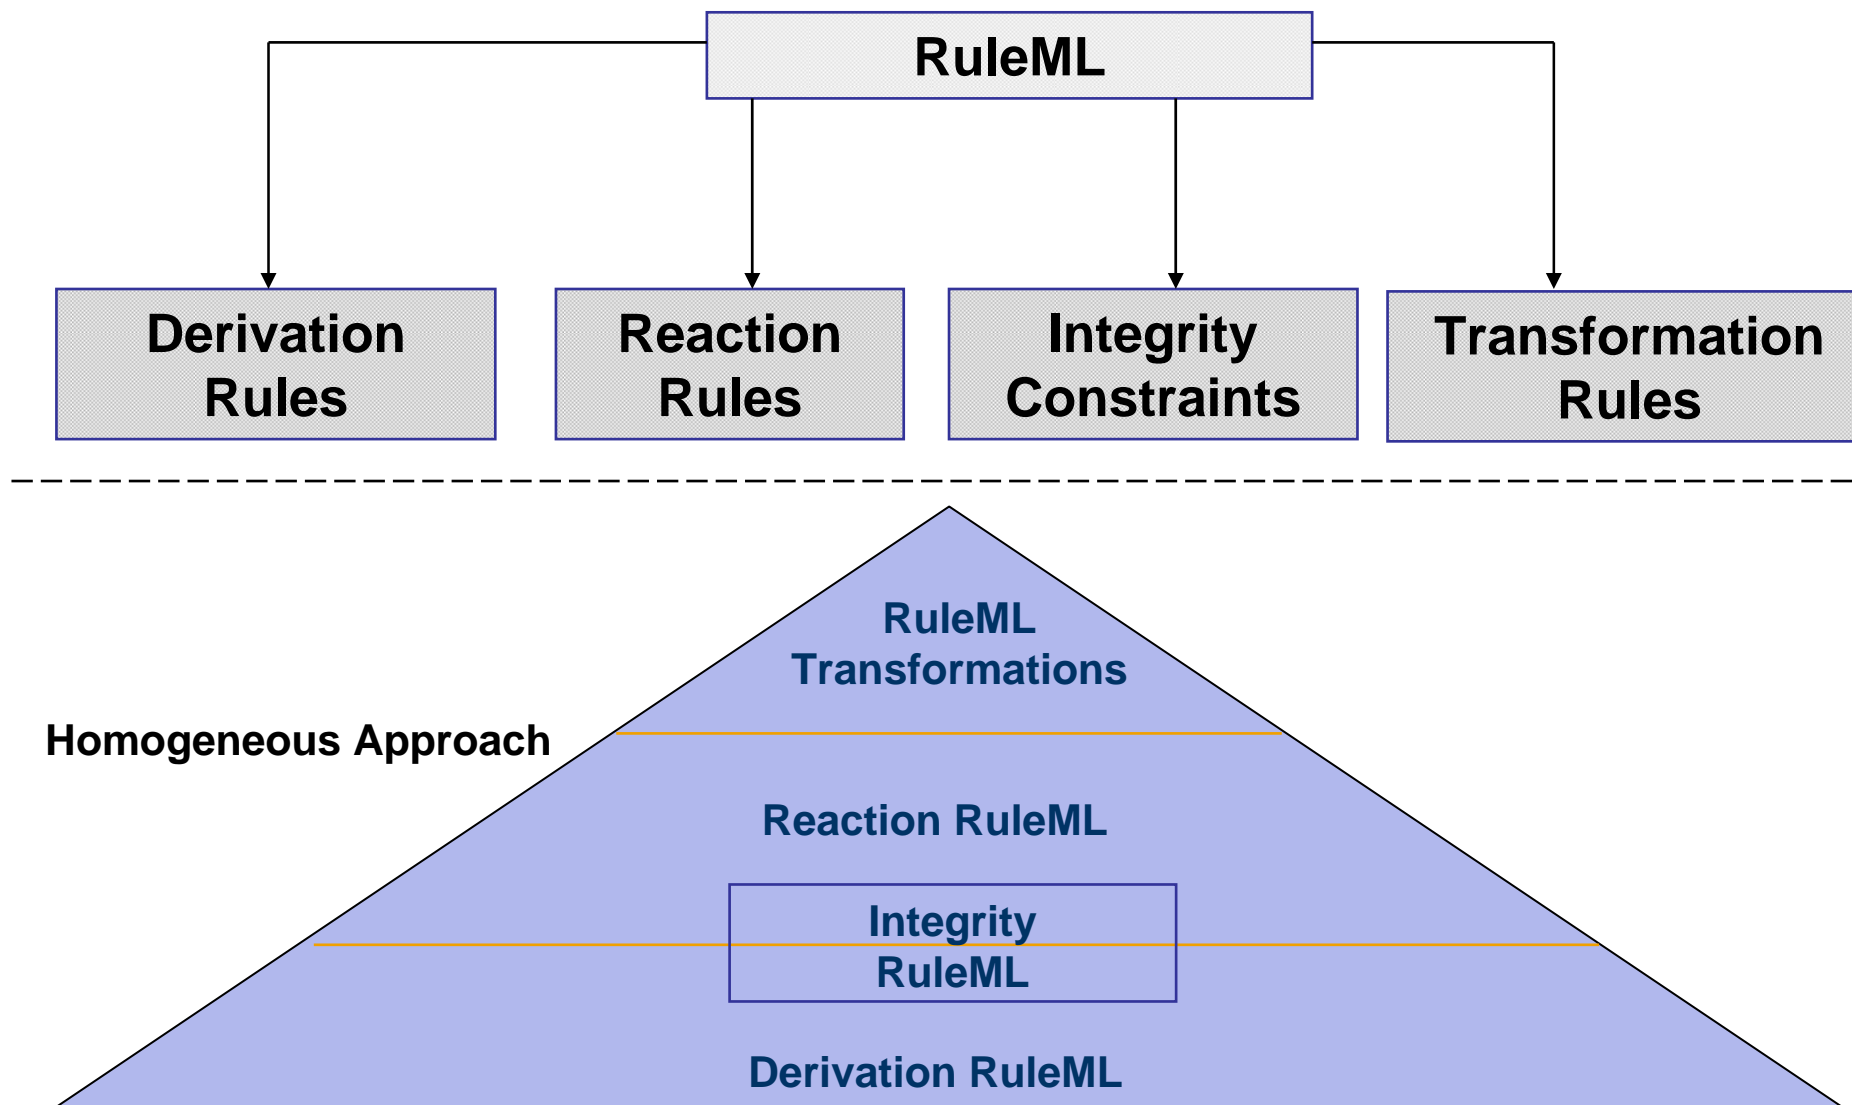 RuleML
Derivation
Rules
Reaction
Rules
Integrity
Constraints
Transformation
Rules
RuleML
Transformations
Homogeneous Approach
Reaction RuleML
Integrity
RuleML
Derivation RuleML